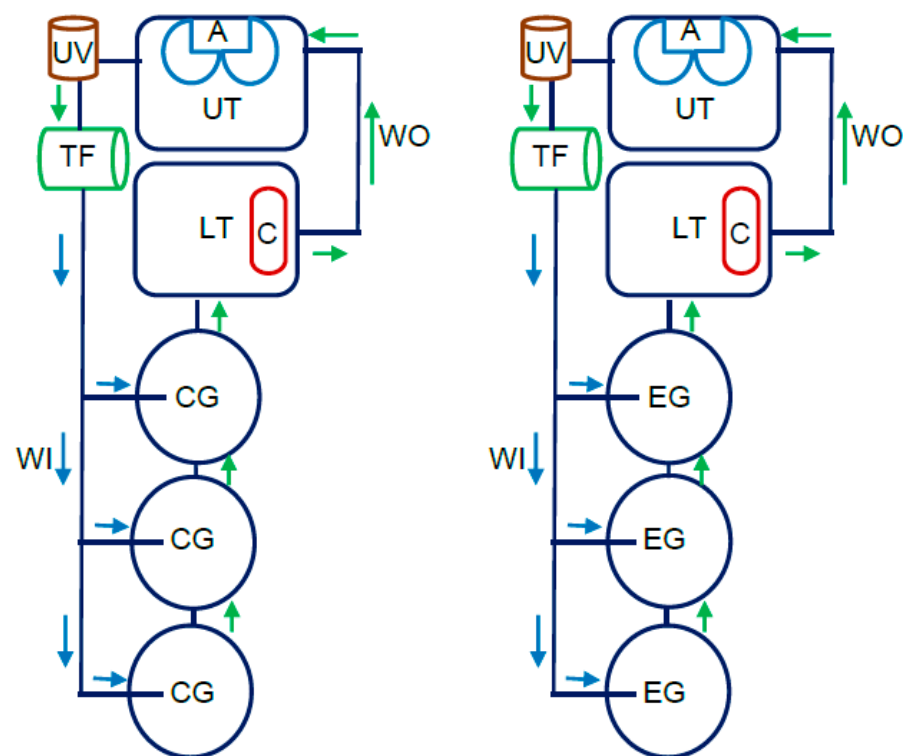 UV A UV A
UT UT
TF WO TF WO
LT C LT C
CG EG
WI WI
CG EG
CG EG